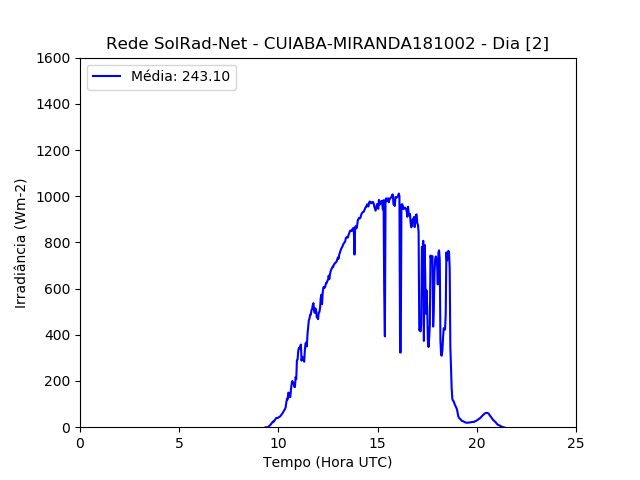 Rede SolRad-Net - CUIABA-MIRANDA181002 - Dia [2]
Média: 243.10
Irradiância (Wm-2)
1600
1400
1200
1000
800
600
400
200
0
0 5 10 15 20 25
Tempo (Hora UTC)